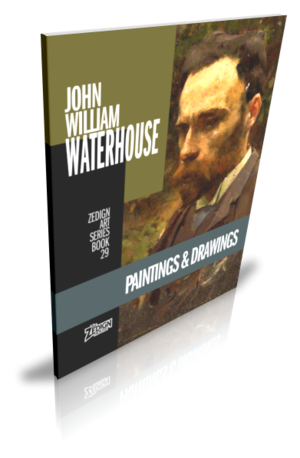 JOHN
WILLIAM
WATERHOUSE
ZEDIGN
ART
SERIES
BOOK
29
PAINTINGS & DRAWINGS
ZEDIGN